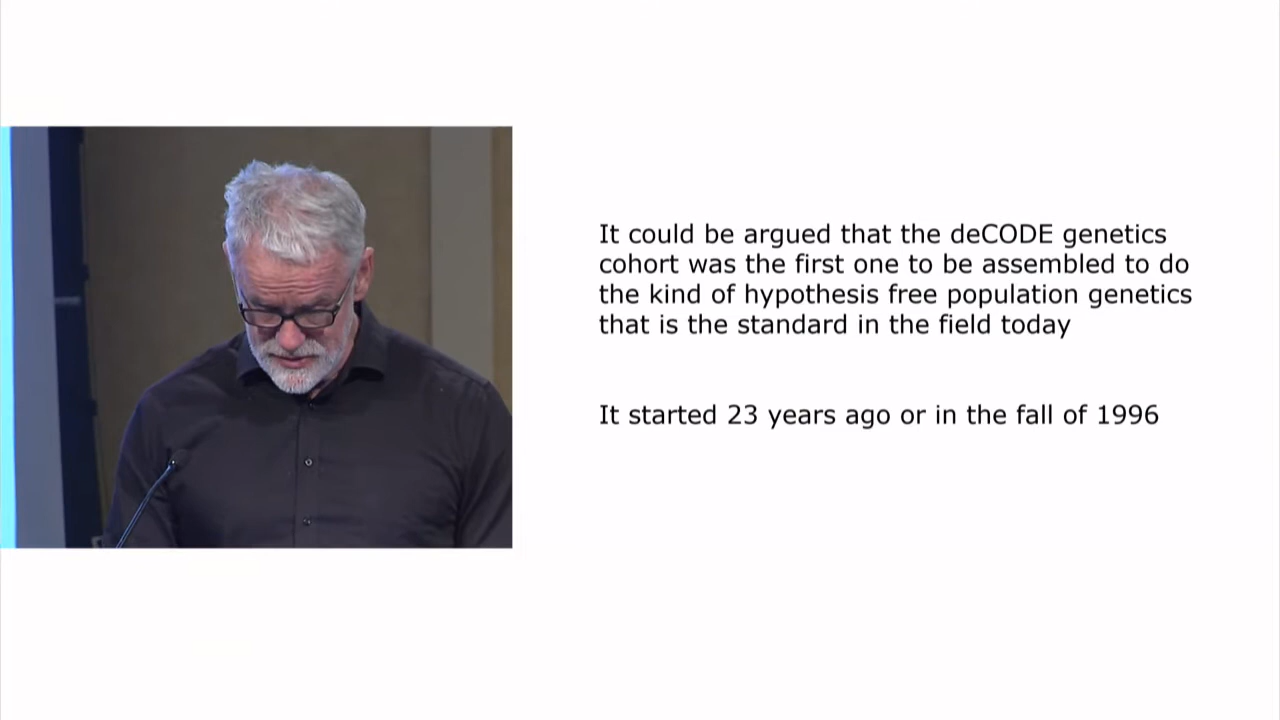 It could be argued that the deCODE genetics
cohort was the first one to be assembled to do
the kind of hypothesis free population genetics
that is the standard in the field today
It started 23 years ago or in the fall of 1996